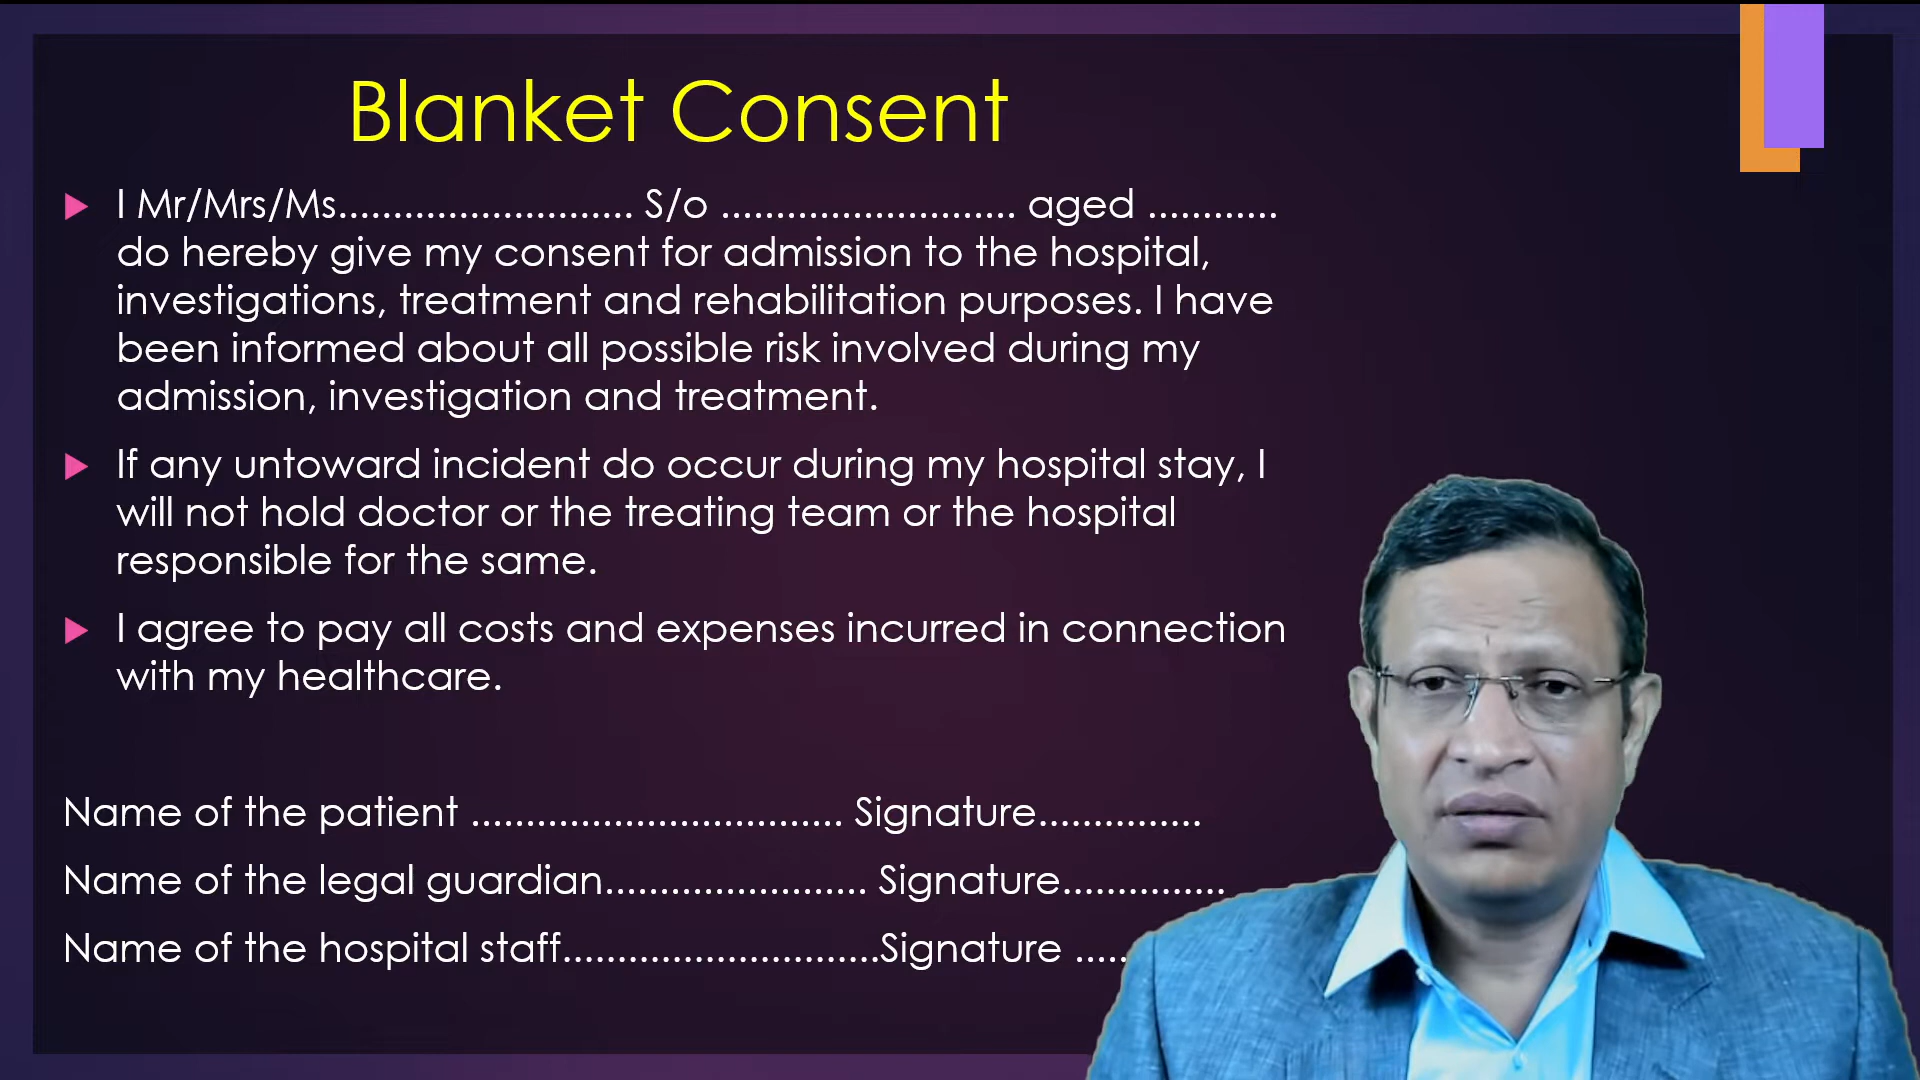 Blanket Consent
I Mr/Mrs/Ms........................... S/o ........................... aged ............
do hereby give my consent for admission to the hospital,
investigations, treatment and rehabilitation purposes. I have
been informed about all possible risk involved during my
admission, investigation and treatment.
If any untoward incident do occur during my hospital stay, I
will not hold doctor or the treating team or the hospital
responsible for the same.
I agree to pay all costs and expenses incurred in connection
with my healthcare.
Name of the patient .................................. Signature...............
Name of the legal guardian........................ Signature...............
Name of the hospital staff.............................Signature .....